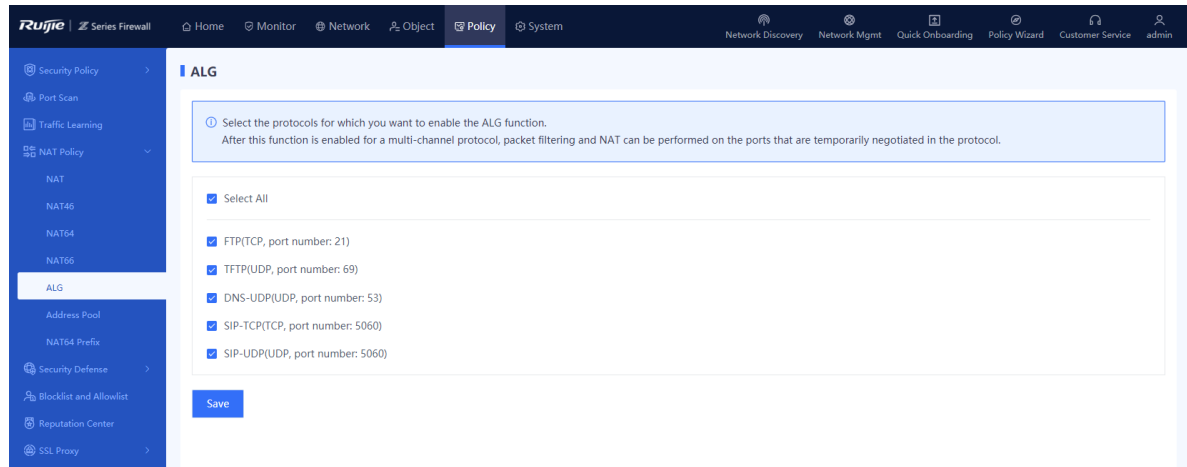 Ruijie | Z Series Firewall
Home
Monitor
Network
Object
Policy
System
Network Discovery
Network Mgmt
Quick Onboarding
Policy Wizard
Customer Service
admin
Security Policy
Port Scan
Traffic Learning
NAT Policy
NAT
NAT46
NAT64
NAT66
ALG
Address Pool
NAT64 Prefix
Security Defense
Blocklist and Allowlist
Reputation Center
SSL Proxy
ALG
Select the protocols for which you want to enable the ALG function.
After this function is enabled for a multi-channel protocol, packet filtering and NAT can be performed on the ports that are temporarily negotiated in the protocol.
Select All
FTP(TCP, port number: 21)
TFTP(UDP, port number: 69)
DNS-UDP(UDP, port number: 53)
SIP-TCP(TCP, port number: 5060)
SIP-UDP(UDP, port number: 5060)
Save